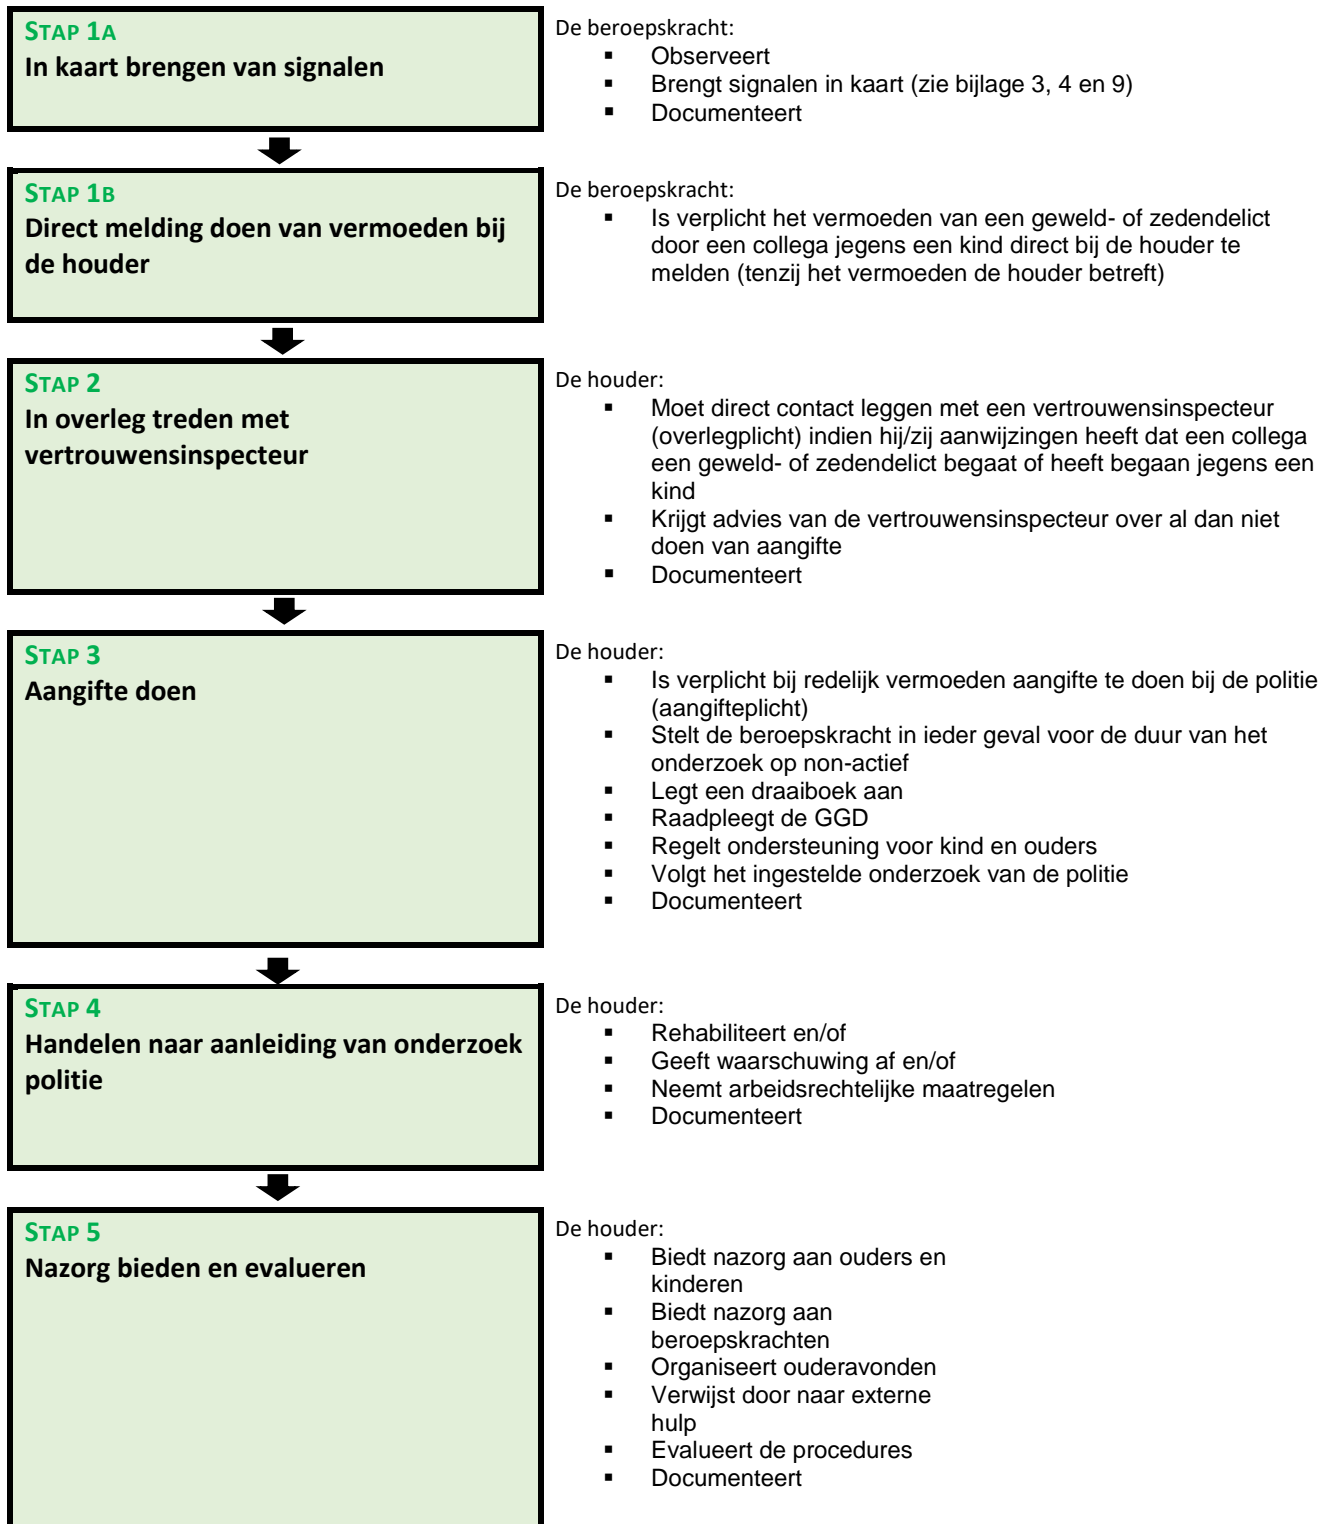 STAP 1A
In kaart brengen van signalen
De beroepskracht:
▪ Observeert
▪ Brengt signalen in kaart (zie bijlage 3, 4 en 9)
▪ Documenteert
STAP 1B
Direct melding doen van vermoeden bij
de houder
De beroepskracht:
▪ Is verplicht het vermoeden van een geweld- of zedendelict
door een collega jegens een kind direct bij de houder te
melden (tenzij het vermoeden de houder betreft)
STAP 2
In overleg treden met
vertrouwensinspecteur
De houder:
▪ Moet direct contact leggen met een vertrouwensinspecteur
(overlegplicht) indien hij/zij aanwijzingen heeft dat een collega
een geweld- of zedendelict begaat of heeft begaan jegens een
kind
▪ Krijgt advies van de vertrouwensinspecteur over al dan niet
doen van aangifte
▪ Documenteert
STAP 3
Aangifte doen
De houder:
▪ Is verplicht bij redelijk vermoeden aangifte te doen bij de politie
(aangifteplicht)
▪ Stelt de beroepskracht in ieder geval voor de duur van het
onderzoek op non-actief
▪ Legt een draaiboek aan
▪ Raadpleegt de GGD
▪ Regelt ondersteuning voor kind en ouders
▪ Volgt het ingestelde onderzoek van de politie
▪ Documenteert
STAP 4
Handelen naar aanleiding van onderzoek
politie
De houder:
▪ Rehabiliteert en/of
▪ Geeft waarschuwing af en/of
▪ Neemt arbeidsrechtelijke maatregelen
▪ Documenteert
STAP 5
Nazorg bieden en evalueren
De houder:
▪ Biedt nazorg aan ouders en
kinderen
▪ Biedt nazorg aan
beroepskrachten
▪ Organiseert ouderavonden
▪ Verwijst door naar externe
hulp
▪ Evalueert de procedures
▪ Documenteert